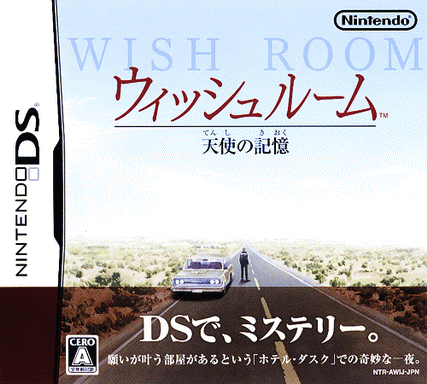 Nintendo®
WISH ROOM
ウィッシュルーム™
てんし きおく
天使の記憶
NINTENDO DS
DSで、ミステリー。
願いが叶う部屋があるという「ホテル・ダスク」での奇妙な一夜。
CERO
A
NTR-AWIJ-JPN